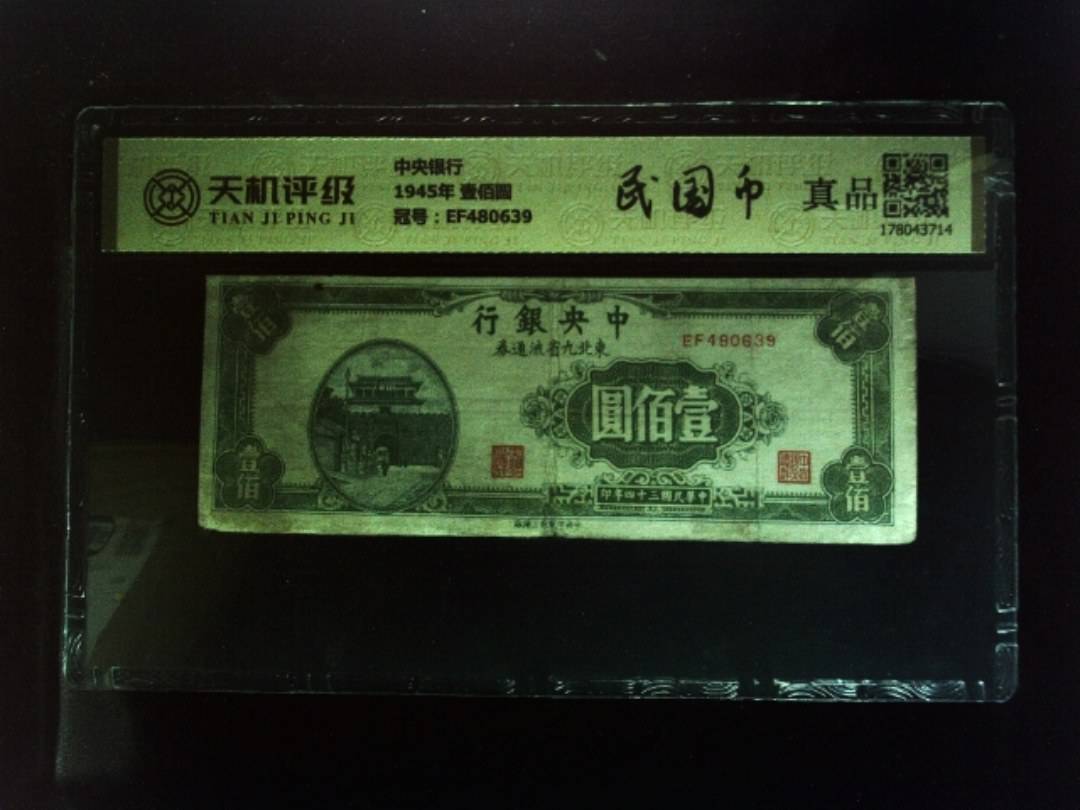 天机评级
TIAN JI PING JI
中央银行
1945年 壹佰圆
冠号：EF480639
民国币
真品
178043714
中央銀行
東北九省流通券
EF480639
壹佰
壹佰
壹佰圓
壹佰
壹佰
中華民國三十四年印